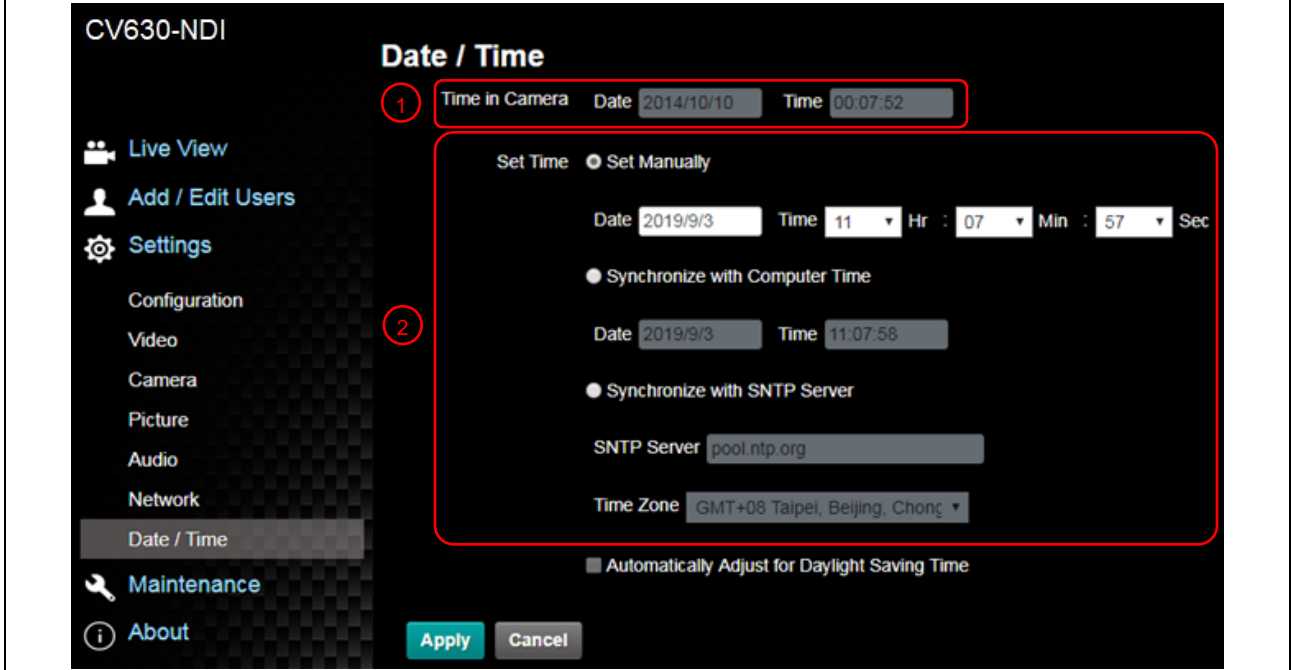 CV630-NDI
Date / Time
1 Time in Camera Date 2014/10/10 Time 00:07:52
Live View
Add / Edit Users
Settings
Configuration
Video
Camera
Picture
Audio
Network
Date / Time
Maintenance
About
2
Set Time Set Manually
Date 2019/9/3 Time 11 Hr : 07 Min : 57 Sec
Synchronize with Computer Time
Date 2019/9/3 Time 11:07:58
Synchronize with SNTP Server
SNTP Server pool.ntp.org
Time Zone GMT+08 Taipei, Beijing, Chong
Automatically Adjust for Daylight Saving Time
Apply Cancel